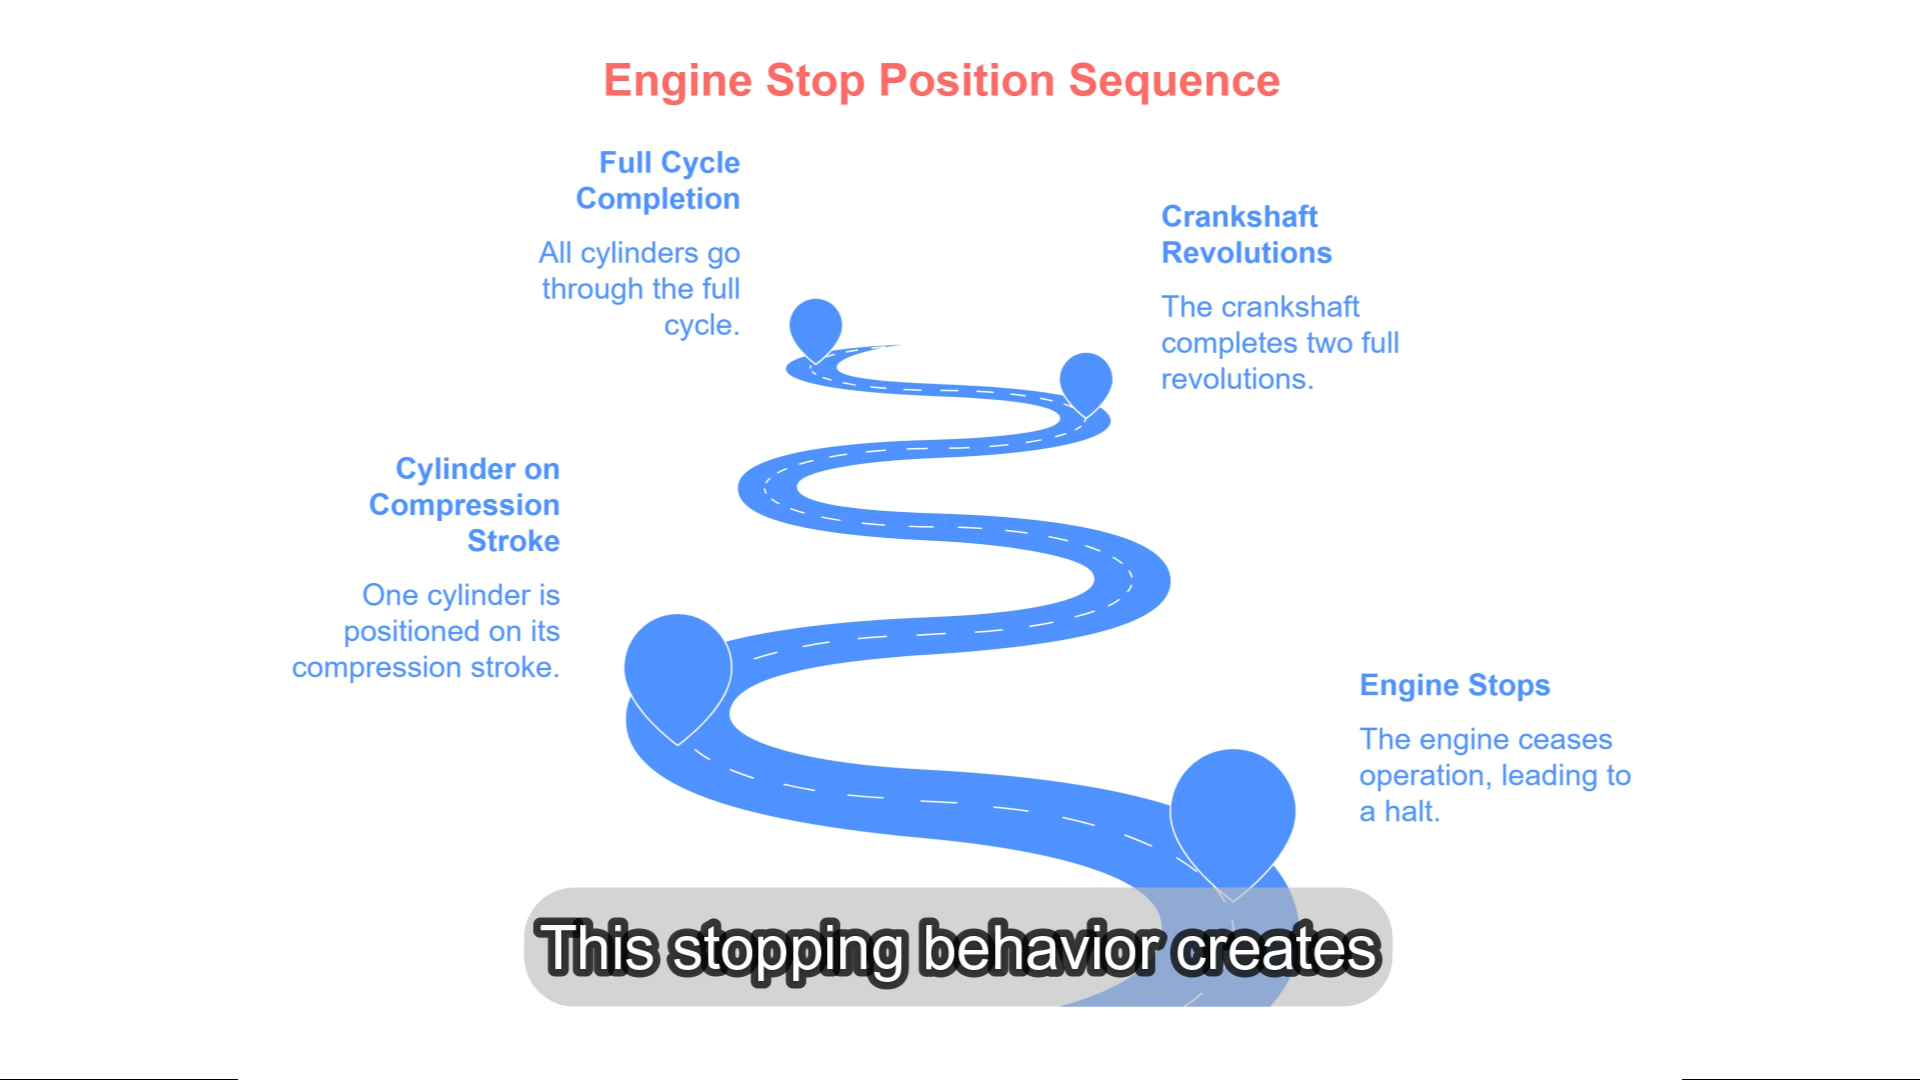 Engine Stop Position Sequence
Full Cycle
Completion
All cylinders go
through the full
cycle.
Crankshaft
Revolutions
The crankshaft
completes two full
revolutions.
Cylinder on
Compression
Stroke
One cylinder is
positioned on its
compression stroke.
Engine Stops
The engine ceases
operation, leading to
a halt.
This stopping behavior creates